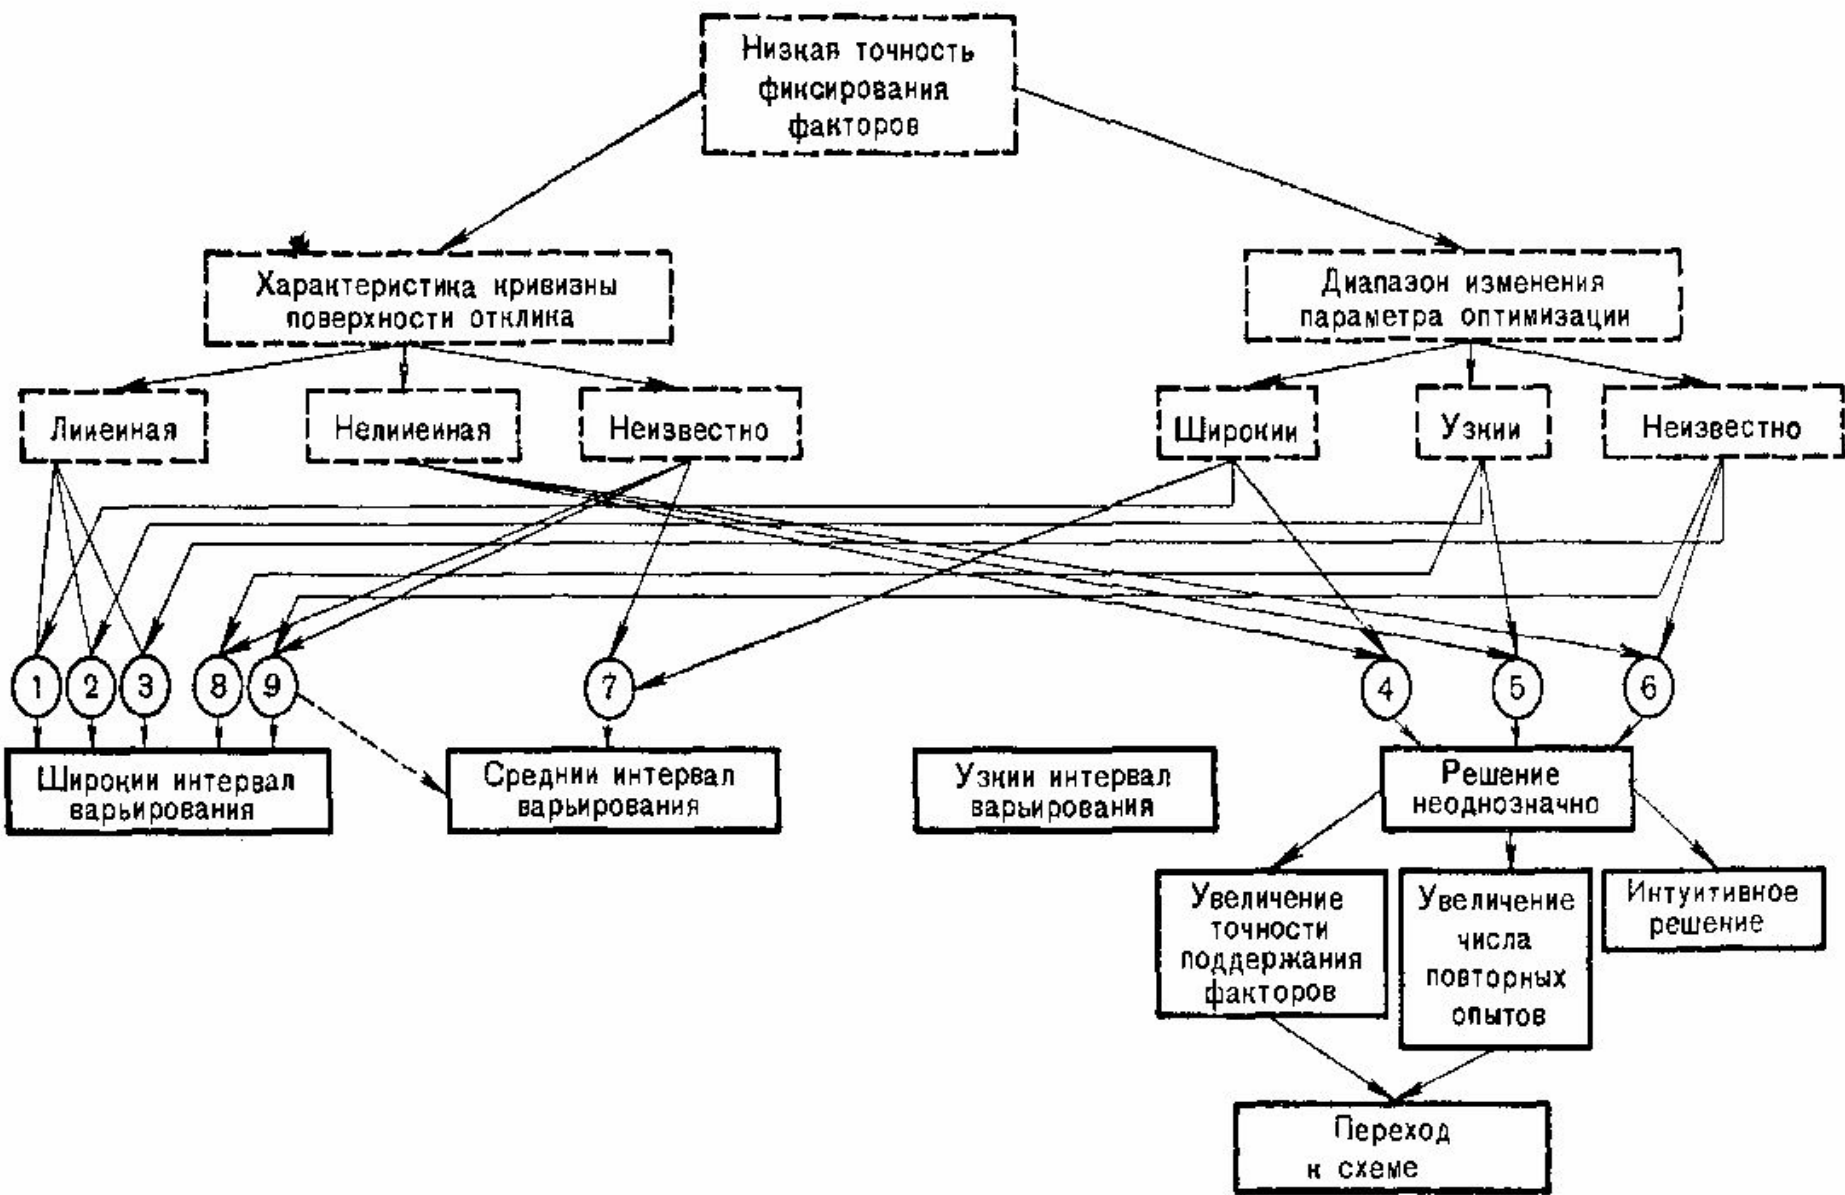 Низкая точность
фиксирования
факторов
Характеристика кривизны
поверхности отклика
Диапазон изменения
параметра оптимизации
Линеиная
Нелинеиная
Неизвестно
Широкии
Узкии
Неизвестно
1
2
3
8
9
7
4
5
6
Широкии интервал
варьирования
Среднии интервал
варьирования
Узкии интервал
варьирования
Решение
неоднозначно
Увеличение
точности
поддержания
факторов
Увеличение
числа
повторных
опытов
Интуитивное
решение
Переход
к схеме